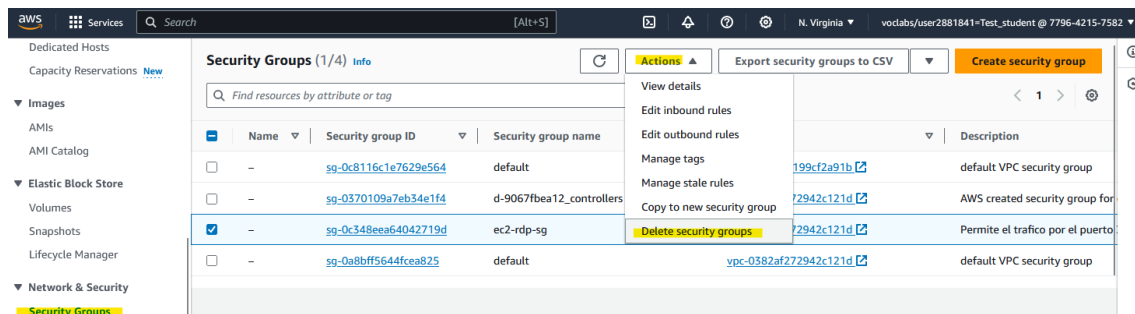 aws Services Search [Alt+S] N. Virginia ▼ voclabs/user2881841=Test_student @ 7796-4215-7582 ▼
Dedicated Hosts
Capacity Reservations New
▼ Images
AMIs
AMI Catalog
▼ Elastic Block Store
Volumes
Snapshots
Lifecycle Manager
▼ Network & Security
Security Groups
Security Groups (1/4) Info
Actions ▲ Export security groups to CSV ▼ Create security group
Find resources by attribute or tag
< 1 >
View details
Edit inbound rules
Edit outbound rules
Manage tags
Manage stale rules
Copy to new security group
Delete security groups
Name Security group ID Security group name Description
– sg-0c8116c1e7629e564 default 199cf2a91b default VPC security group
– sg-0370109a7eb34e1f4 d-9067fbea12_controllers 72942c121d AWS created security group for
– sg-0c348eea64042719d ec2-rdp-sg 72942c121d Permite el trafico por el puerto
– sg-0a8bff5644fcea825 default vpc-0382af272942c121d default VPC security group